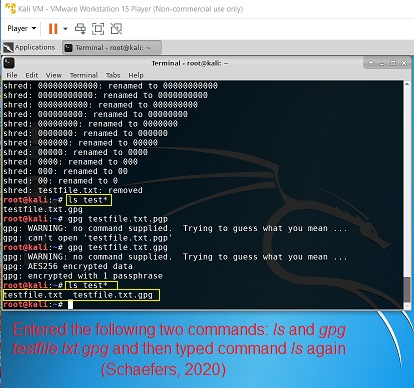 Kali VM - VMware Workstation 15 Player (Non-commercial use only)
Player
Applications
Terminal - root@kali: ~
Terminal - root@kali: ~
File Edit View Terminal Tabs Help
shred: 000000000000: renamed to 00000000000
shred: 00000000000: renamed to 0000000000
shred: 0000000000: renamed to 000000000
shred: 000000000: renamed to 00000000
shred: 00000000: renamed to 0000000
shred: 0000000: renamed to 000000
shred: 000000: renamed to 00000
shred: 00000: renamed to 0000
shred: 0000: renamed to 000
shred: 000: renamed to 00
shred: 00: renamed to 0
shred: testfile.txt: removed
root@kali:~# ls test*
testfile.txt.gpg
root@kali:~# gpg testfile.txt.pgp
gpg: WARNING: no command supplied. Trying to guess what you mean ...
gpg: can't open 'testfile.txt.pgp'
root@kali:~# gpg testfile.txt.gpg
gpg: WARNING: no command supplied. Trying to guess what you mean ...
gpg: AES256 encrypted data
gpg: encrypted with 1 passphrase
root@kali:~# ls test*
testfile.txt testfile.txt.gpg
root@kali:~#
Entered the following two commands: ls and gpg
testfile.txt.gpg and then typed command ls again
(Schaefers, 2020)